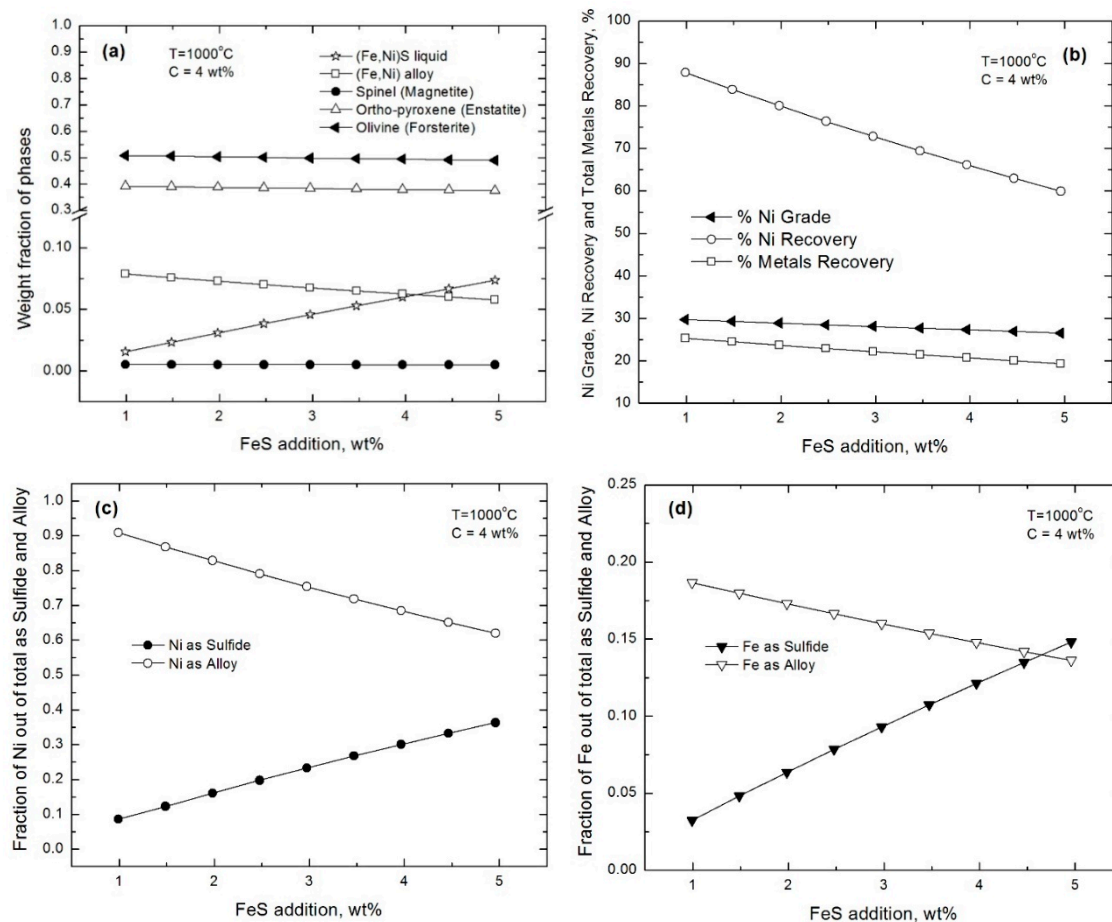 (a)
T=1000°C
C = 4 wt%
(Fe,Ni)S liquid
(Fe,Ni) alloy
Spinel (Magnetite)
Ortho-pyroxene (Enstatite)
Olivine (Forsterite)
Weight fraction of phases
1.0
0.9
0.8
0.7
0.6
0.5
0.4
0.3
0.10
0.05
0.00
1 2 3 4 5
FeS addition, wt%
(b)
T=1000°C
C = 4 wt%
% Ni Grade
% Ni Recovery
% Metals Recovery
Ni Grade, Ni Recovery and Total Metals Recovery, %
100
90
80
70
60
50
40
30
20
10
1 2 3 4 5
FeS addition, wt%
(c)
T=1000°C
C = 4 wt%
Ni as Sulfide
Ni as Alloy
Fraction of Ni out of total as Sulfide and Alloy
1.0
0.9
0.8
0.7
0.6
0.5
0.4
0.3
0.2
0.1
0.0
1 2 3 4 5
FeS addition, wt%
(d)
T=1000°C
C = 4 wt%
Fe as Sulfide
Fe as Alloy
Fraction of Fe out of total as Sulfide and Alloy
0.25
0.20
0.15
0.10
0.05
0.00
1 2 3 4 5
FeS addition, wt%